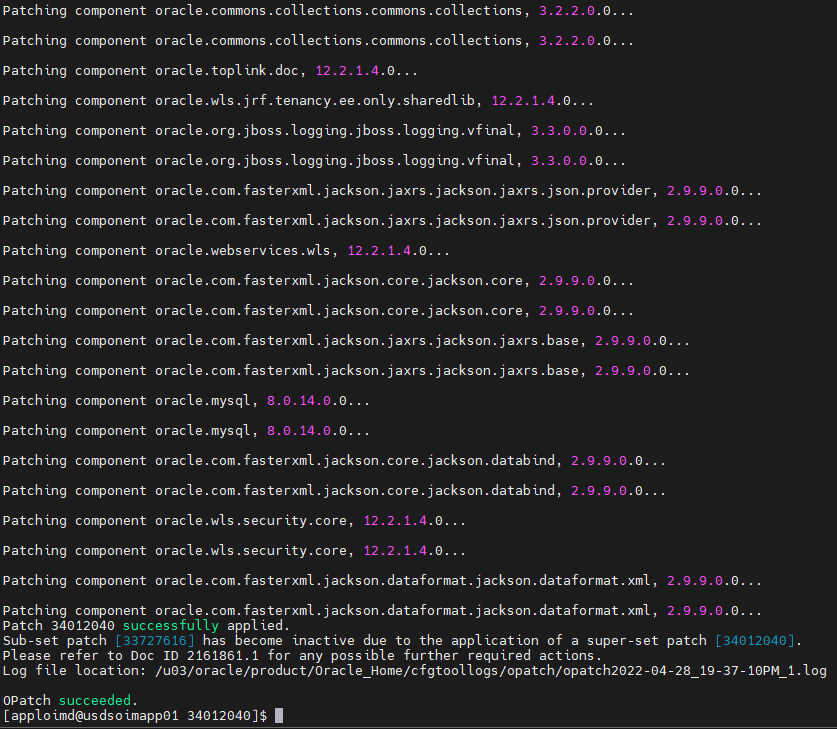 Patching component oracle.commons.collections.commons.collections, 3.2.2.0.0...
Patching component oracle.commons.collections.commons.collections, 3.2.2.0.0...
Patching component oracle.toplink.doc, 12.2.1.4.0...
Patching component oracle.wls.jrf.tenancy.ee.only.sharedlib, 12.2.1.4.0...
Patching component oracle.org.jboss.logging.jboss.logging.vfinal, 3.3.0.0.0...
Patching component oracle.org.jboss.logging.jboss.logging.vfinal, 3.3.0.0.0...
Patching component oracle.com.fasterxml.jackson.jaxrs.jackson.jaxrs.json.provider, 2.9.9.0.0...
Patching component oracle.com.fasterxml.jackson.jaxrs.jackson.jaxrs.json.provider, 2.9.9.0.0...
Patching component oracle.webservices.wls, 12.2.1.4.0...
Patching component oracle.com.fasterxml.jackson.core.jackson.core, 2.9.9.0.0...
Patching component oracle.com.fasterxml.jackson.core.jackson.core, 2.9.9.0.0...
Patching component oracle.com.fasterxml.jackson.jaxrs.jackson.jaxrs.base, 2.9.9.0.0...
Patching component oracle.com.fasterxml.jackson.jaxrs.jackson.jaxrs.base, 2.9.9.0.0...
Patching component oracle.mysql, 8.0.14.0.0...
Patching component oracle.mysql, 8.0.14.0.0...
Patching component oracle.com.fasterxml.jackson.core.jackson.databind, 2.9.9.0.0...
Patching component oracle.com.fasterxml.jackson.core.jackson.databind, 2.9.9.0.0...
Patching component oracle.wls.security.core, 12.2.1.4.0...
Patching component oracle.wls.security.core, 12.2.1.4.0...
Patching component oracle.com.fasterxml.jackson.dataformat.jackson.dataformat.xml, 2.9.9.0.0...
Patching component oracle.com.fasterxml.jackson.dataformat.jackson.dataformat.xml, 2.9.9.0.0...
Patch 34012040 successfully applied.
Sub-set patch [33727616] has become inactive due to the application of a super-set patch [34012040].
Please refer to Doc ID 2161861.1 for any possible further required actions.
Log file location: /u03/oracle/product/Oracle_Home/cfgtoollogs/opatch/opatch2022-04-28_19-37-10PM_1.log
OPatch succeeded.
[apploimd@usdsoimapp01 34012040]$